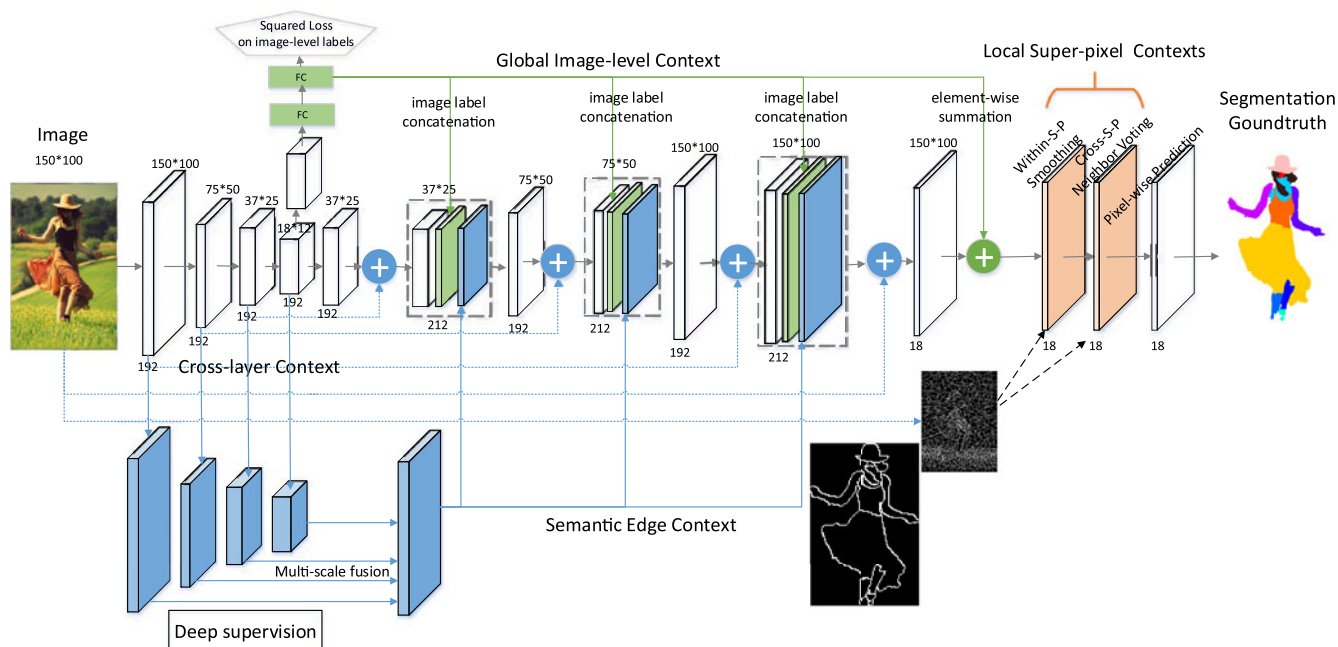 Squared Loss
on image-level labels
FC
FC
Global Image-level Context
Local Super-pixel Contexts
image label
concatenation
image label
concatenation
image label
concatenation
element-wise
summation
Segmentation
Goundtruth
Image
150*100
150*100
75*50
37*25
18*12
37*25
37*25
75*50
75*50
150*100
150*100
150*100
Within-S-P
Smoothing
Cross-S-P
Neighbor Voting
Pixel-wise Prediction
192
192
192
192
192
212
192
212
192
212
18
18
18
18
Cross-layer Context
Semantic Edge Context
Multi-scale fusion
Deep supervision